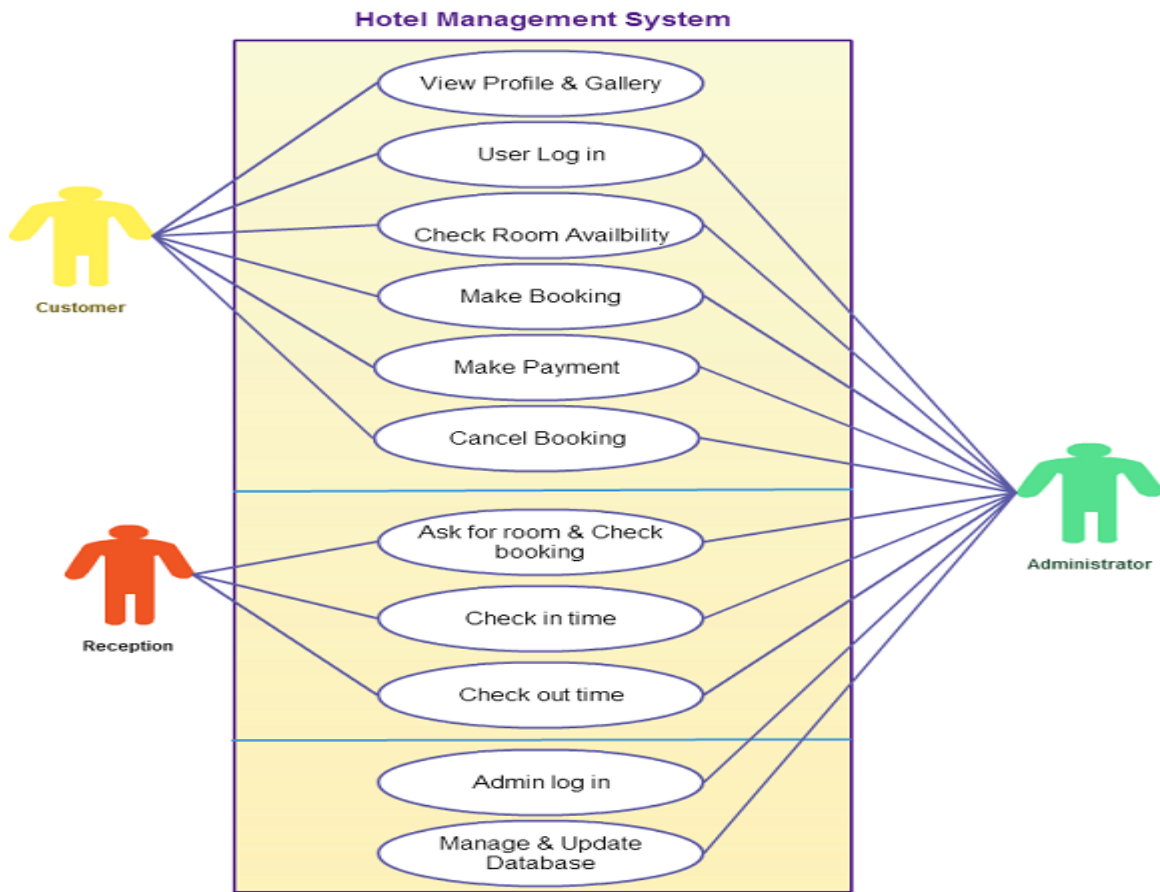 Hotel Management System
View Profile & Gallery
User Log in
Check Room Availbility
Customer
Make Booking
Make Payment
Cancel Booking
Ask for room & Check
booking
Administrator
Check in time
Reception
Check out time
Admin log in
Manage & Update
Database